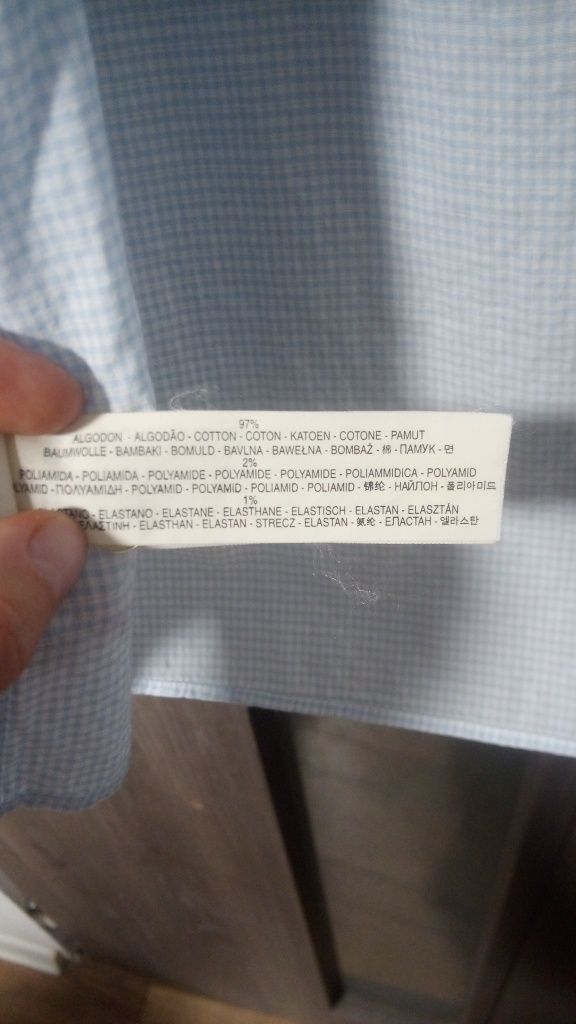 97%
ALGODON - ALGODÃO - COTTON - COTON - KATOEN - COTONE - PAMUT
BAUMWOLLE - BAMBAKI - BOMULD - BAVLNA - BAWEŁNA - BOMBAŽ - 棉 - ПАМУК - 면
2%
POLIAMIDA - POLIAMIDA - POLYAMIDE - POLYAMIDE - POLYAMIDE - POLIAMMIDICA - POLYAMID
LYAMID - ΠΟΛΥΑΜΙΔΗ - POLYAMID - POLYAMID - POLIAMID - POLIAMID - 锦纶 - НАЙЛОН - 폴리아미드
1%
- ELASTANO - ELASTANE - ELASTHANE - ELASTISCH - ELASTAN - ELASZTÁN
- ELASTHAN - ELASTAN - STRECZ - ELASTAN - 氨纶 - ЕЛАСТАН - 엘라스탄